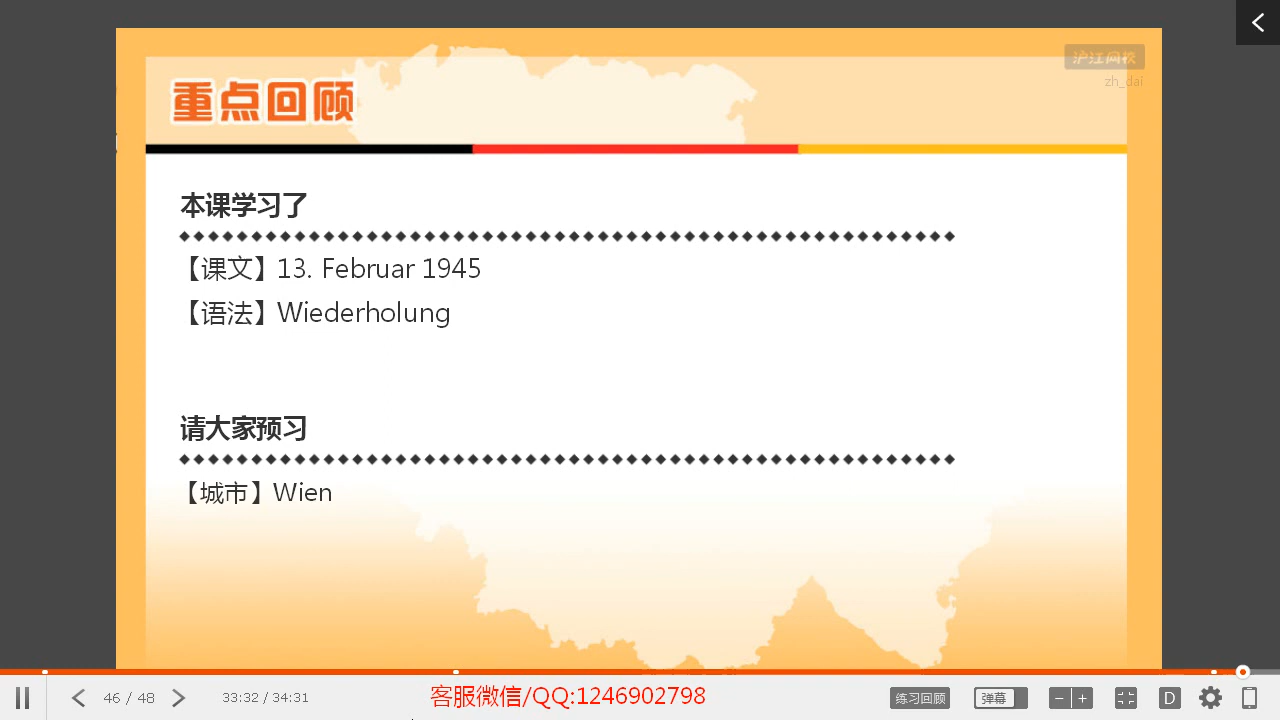 沪江网校
zh_dai
重点回顾
本课学习了
【课文】13. Februar 1945
【语法】Wiederholung
请大家预习
【城市】Wien
46 / 48
33:32 / 34:31
客服微信/QQ:1246902798
练习回顾
弹幕
D